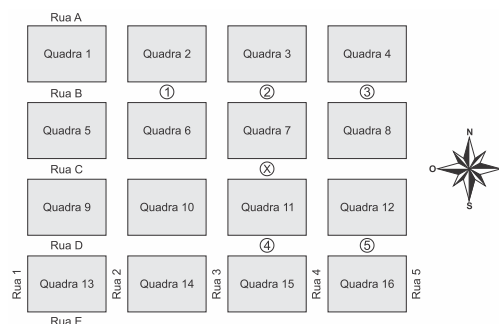 Rua A
Quadra 1 Quadra 2 Quadra 3 Quadra 4
Rua B 1 2 3
Quadra 5 Quadra 6 Quadra 7 Quadra 8
N
O
S
Rua C X
Quadra 9 Quadra 10 Quadra 11 Quadra 12
Rua D 4 5
Rua 1 Quadra 13 Rua 2 Quadra 14 Rua 3 Quadra 15 Rua 4 Quadra 16 Rua 5
Rua E